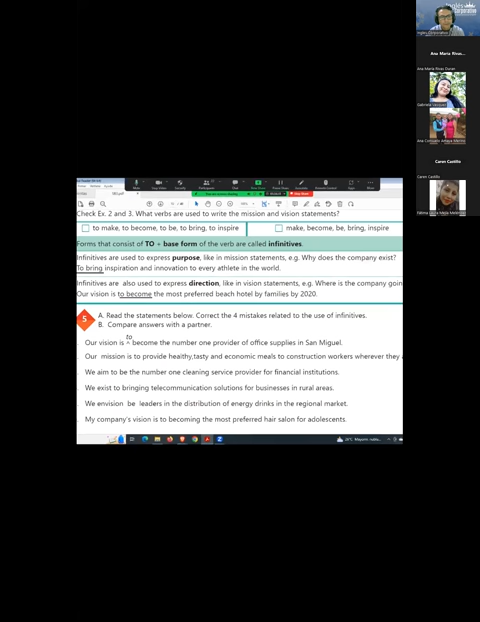 Inglés Corporativo
Ana Maria Rivas...
Ana Maria Rivas Duran
Gabriela Vasquez
Caren Castillo
Caren Castillo
Check Ex. 2 and 3. What verbs are used to write the mission and vision statements?
to make, to become, to be, to bring, to inspire
make, become, be, bring, inspire
Forms that consist of TO + base form of the verb are called infinitives.
Infinitives are used to express purpose, like in mission statements, e.g. Why does the company exist?
To bring inspiration and innovation to every athlete in the world.
Infinitives are also used to express direction, like in vision statements, e.g. Where is the company goin
Our vision is to become the most preferred beach hotel by families by 2020.
5
A. Read the statements below. Correct the 4 mistakes related to the use of infinitives.
B. Compare answers with a partner.
to
Our vision is ^ become the number one provider of office supplies in San Miguel.
Our mission is to provide healthy,tasty and economic meals to construction workers wherever they
We aim to be the number one cleaning service provider for financial institutions.
We exist to bringing telecommunication solutions for businesses in rural areas.
We envision be leaders in the distribution of energy drinks in the regional market.
My company's vision is to becoming the most preferred hair salon for adolescents.